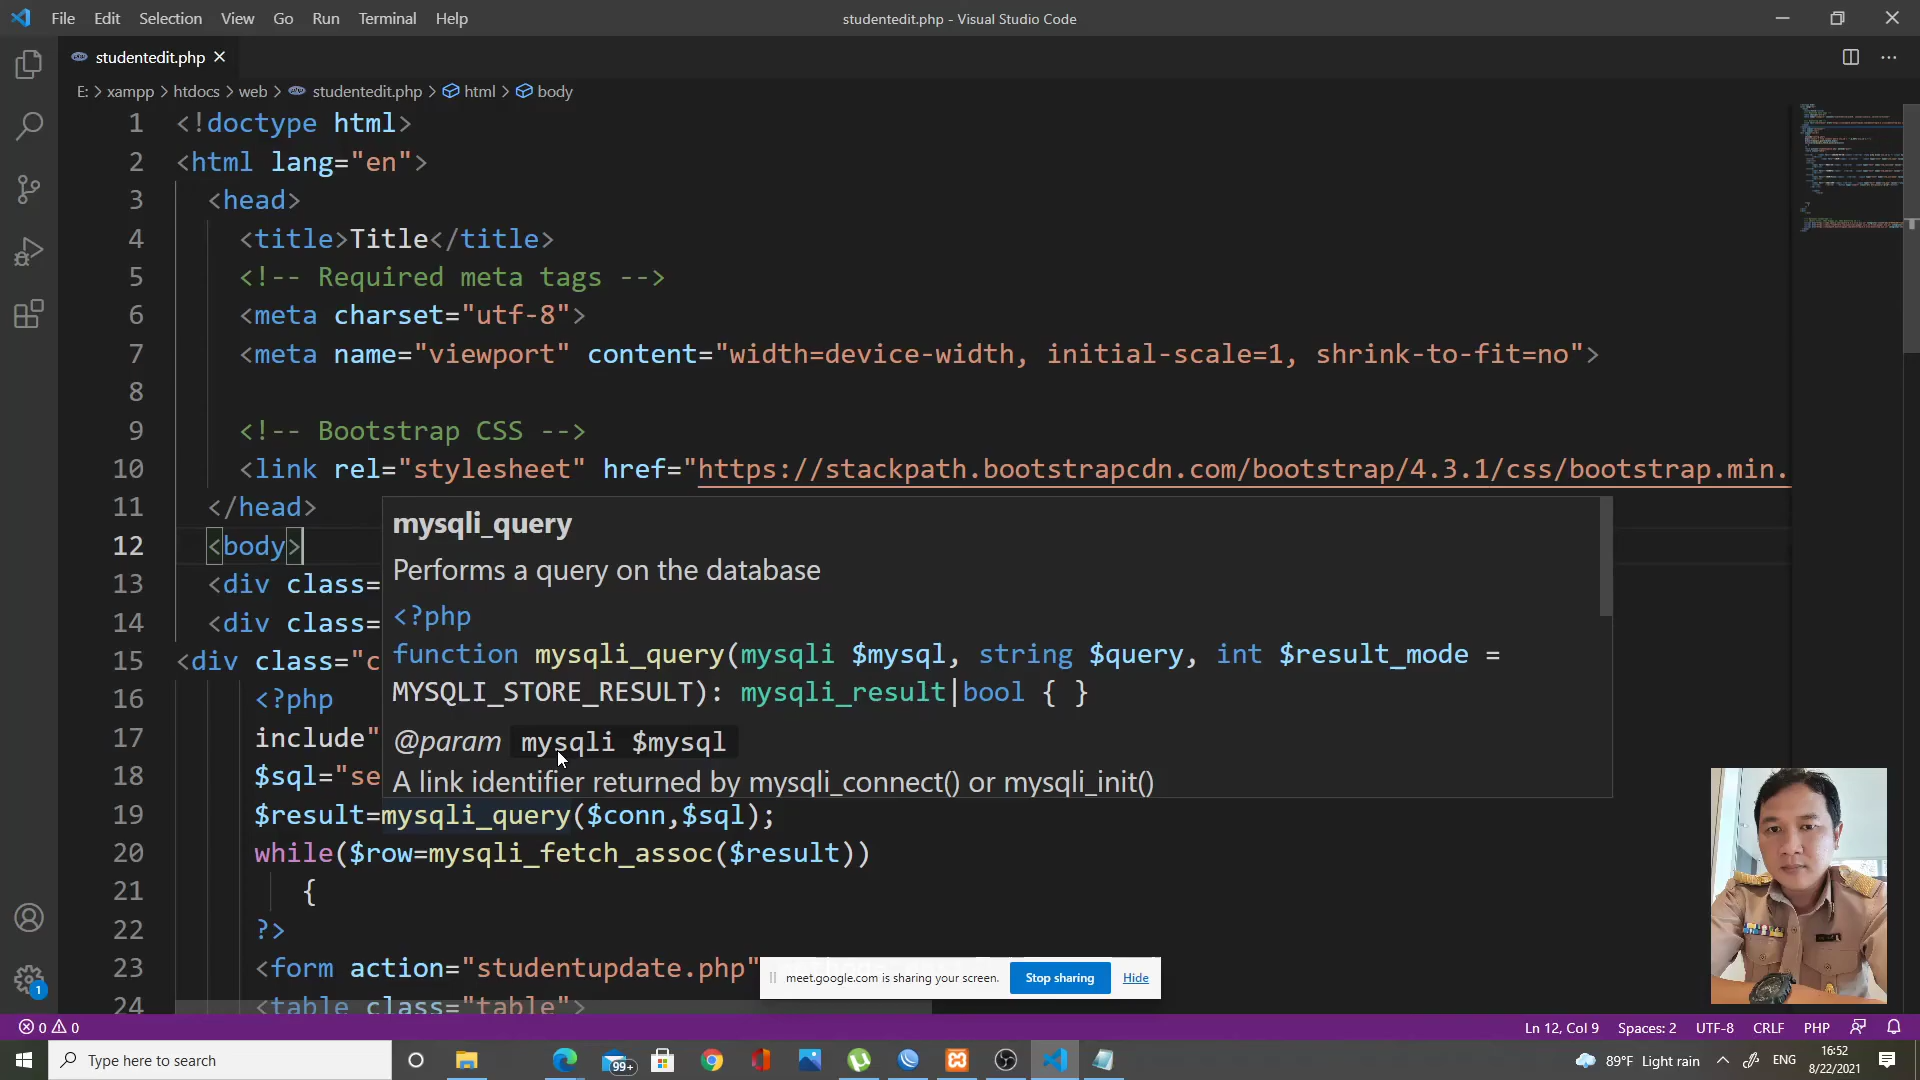 File Edit Selection View Go Run Terminal Help
studentedit.php - Visual Studio Code
studentedit.php
E: > xampp > htdocs > web > studentedit.php > html > body
1 <!doctype html>
2 <html lang="en">
3 <head>
4 <title>Title</title>
5 <!-- Required meta tags -->
6 <meta charset="utf-8">
7 <meta name="viewport" content="width=device-width, initial-scale=1, shrink-to-fit=no">
8
9 <!-- Bootstrap CSS -->
10 <link rel="stylesheet" href="https://stackpath.bootstrapcdn.com/bootstrap/4.3.1/css/bootstrap.min.
11 </head>
mysqli_query
12 <body>
Performs a query on the database
13 <div class=
<?php
14 <div class=
function mysqli_query(mysqli $mysql, string $query, int $result_mode =
15 <div class="c
MYSQLI_STORE_RESULT): mysqli_result|bool { }
16 <?php
@param mysqli $mysql
17 include"
A link identifier returned by mysqli_connect() or mysqli_init()
18 $sql="se
19 $result=mysqli_query($conn,$sql);
20 while($row=mysqli_fetch_assoc($result))
21 {
22 ?>
23 <form action="studentupdate.php"
24 <table class="table">
meet.google.com is sharing your screen. Stop sharing Hide
1
0 0
Ln 12, Col 9 Spaces: 2 UTF-8 CRLF PHP
Type here to search
99+
89°F Light rain
ENG
16:52
8/22/2021